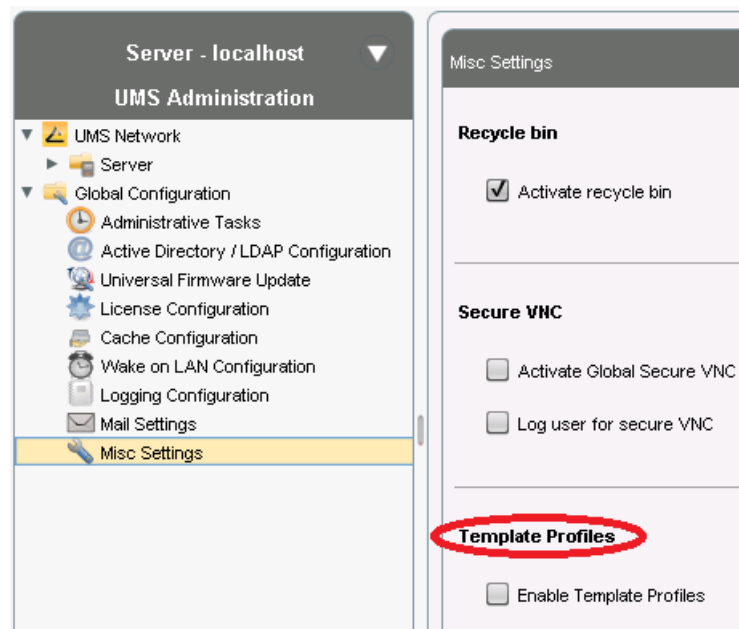 Server - localhost
UMS Administration
UMS Network
Server
Global Configuration
Administrative Tasks
Active Directory / LDAP Configuration
Universal Firmware Update
License Configuration
Cache Configuration
Wake on LAN Configuration
Logging Configuration
Mail Settings
Misc Settings
Misc Settings
Recycle bin
Activate recycle bin
Secure VNC
Activate Global Secure VNC
Log user for secure VNC
Template Profiles
Enable Template Profiles